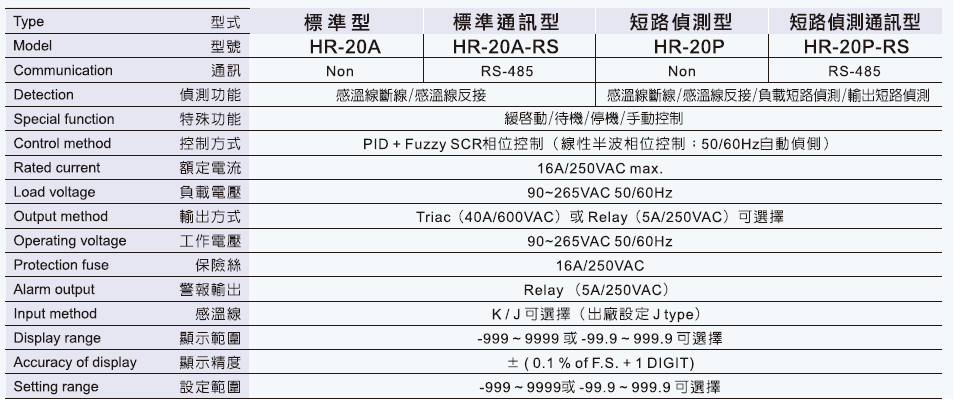 Type 型式 標準型 標準通訊型 短路偵測型 短路偵測通訊型
Model 型號 HR-20A HR-20A-RS HR-20P HR-20P-RS
Communication 通訊 Non RS-485 Non RS-485
Detection 偵測功能 感溫線斷線/感溫線反接 感溫線斷線/感溫線反接/負載短路偵測/輸出短路偵測
Special function 特殊功能 緩啓動/待機/停機/手動控制
Control method 控制方式 PID + Fuzzy SCR相位控制（線性半波相位控制：50/60Hz自動偵側）
Rated current 額定電流 16A/250VAC max.
Load voltage 負載電壓 90~265VAC 50/60Hz
Output method 輸出方式 Triac（40A/600VAC）或 Relay（5A/250VAC）可選擇
Operating voltage 工作電壓 90~265VAC 50/60Hz
Protection fuse 保險絲 16A/250VAC
Alarm output 警報輸出 Relay （5A/250VAC）
Input method 感溫線 K / J 可選擇（出廠設定 J type）
Display range 顯示範圍 -999 ~ 9999 或 -99.9 ~ 999.9 可選擇
Accuracy of display 顯示精度 ± ( 0.1 % of F.S. + 1 DIGIT)
Setting range 設定範圍 -999 ~ 9999或 -99.9 ~ 999.9 可選擇